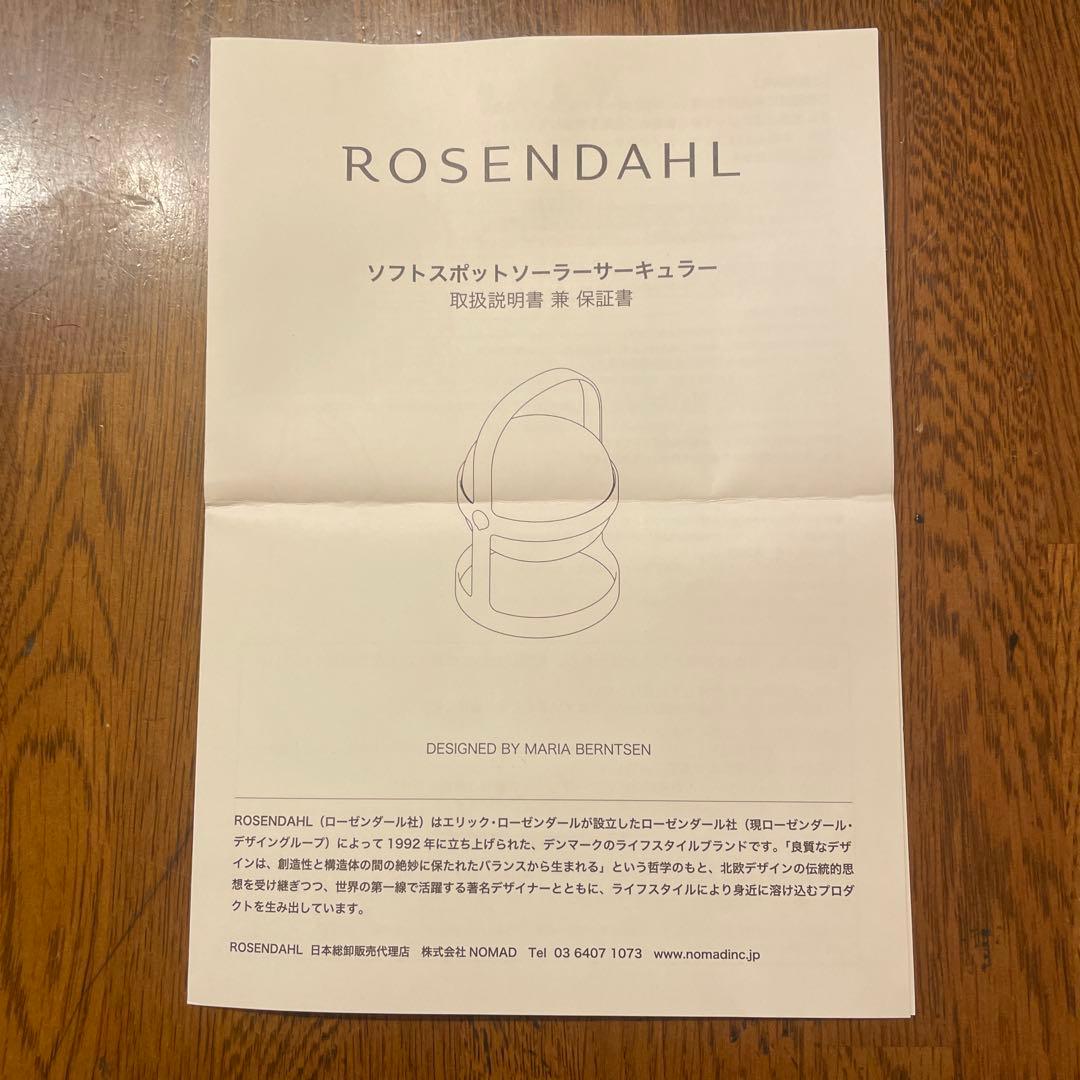 ROSENDAHL
ソフトスポットソーラーサーキュラー
取扱説明書 兼 保証書
DESIGNED BY MARIA BERNTSEN
ROSENDAHL（ローゼンダール社）はエリック・ローゼンダールが設立したローゼンダール社（現ローゼンダール・
デザイングループ）によって1992年に立ち上げられた、デンマークのライフスタイルブランドです。「良質なデザ
インは、創造性と構造体の間の絶妙に保たれたバランスから生まれる」という哲学のもと、北欧デザインの伝統的思
想を受け継ぎつつ、世界の第一線で活躍する著名デザイナーとともに、ライフスタイルにより身近に溶け込むプロダ
クトを生み出しています。
ROSENDAHL 日本総卸販売代理店 株式会社 NOMAD Tel 03 6407 1073 www.nomadinc.jp